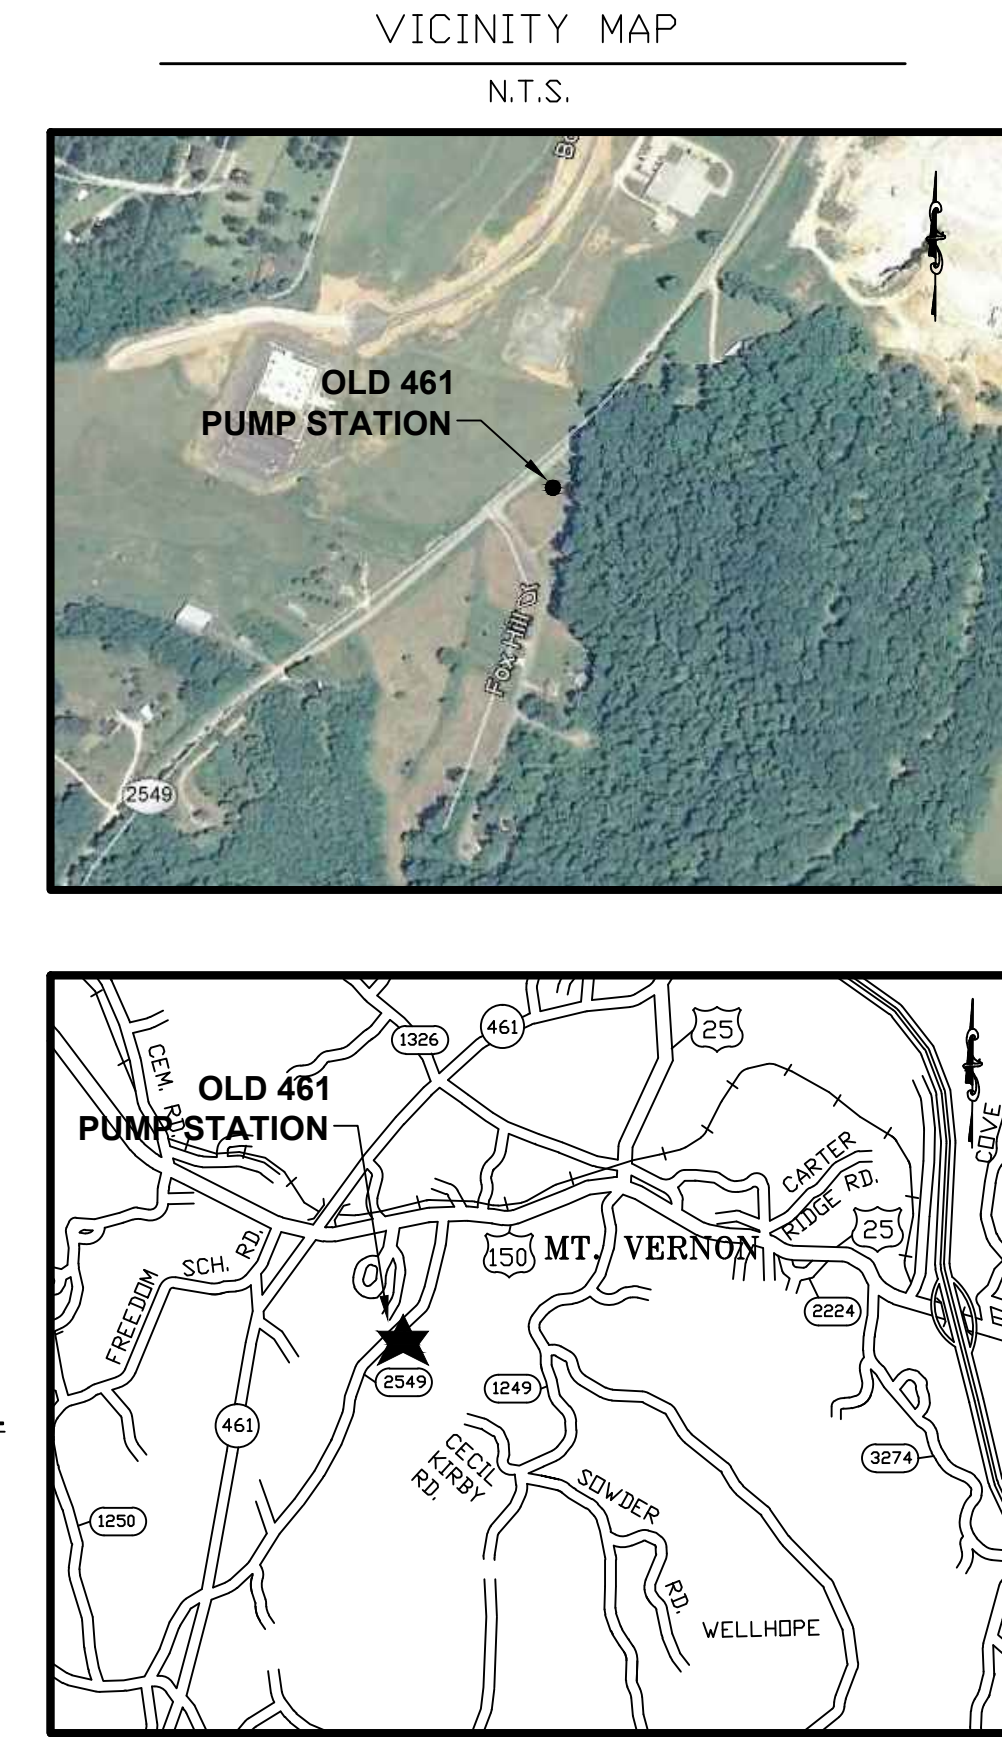 VICINITY MAP
N.T.S.
OLD 461
PUMP STATION
Fox Hill Dr
2549
461
1326
25
CEM. RD.
OLD 461
PUMP STATION
COVE
CARTER
RIDGE RD.
25
SCH. RD.
FREEDOM
150
MT. VERNON
2224
2549
1249
461
3274
CECIL
KIRBY
RD.
SOWDER
RD.
1250
WELLHOPE